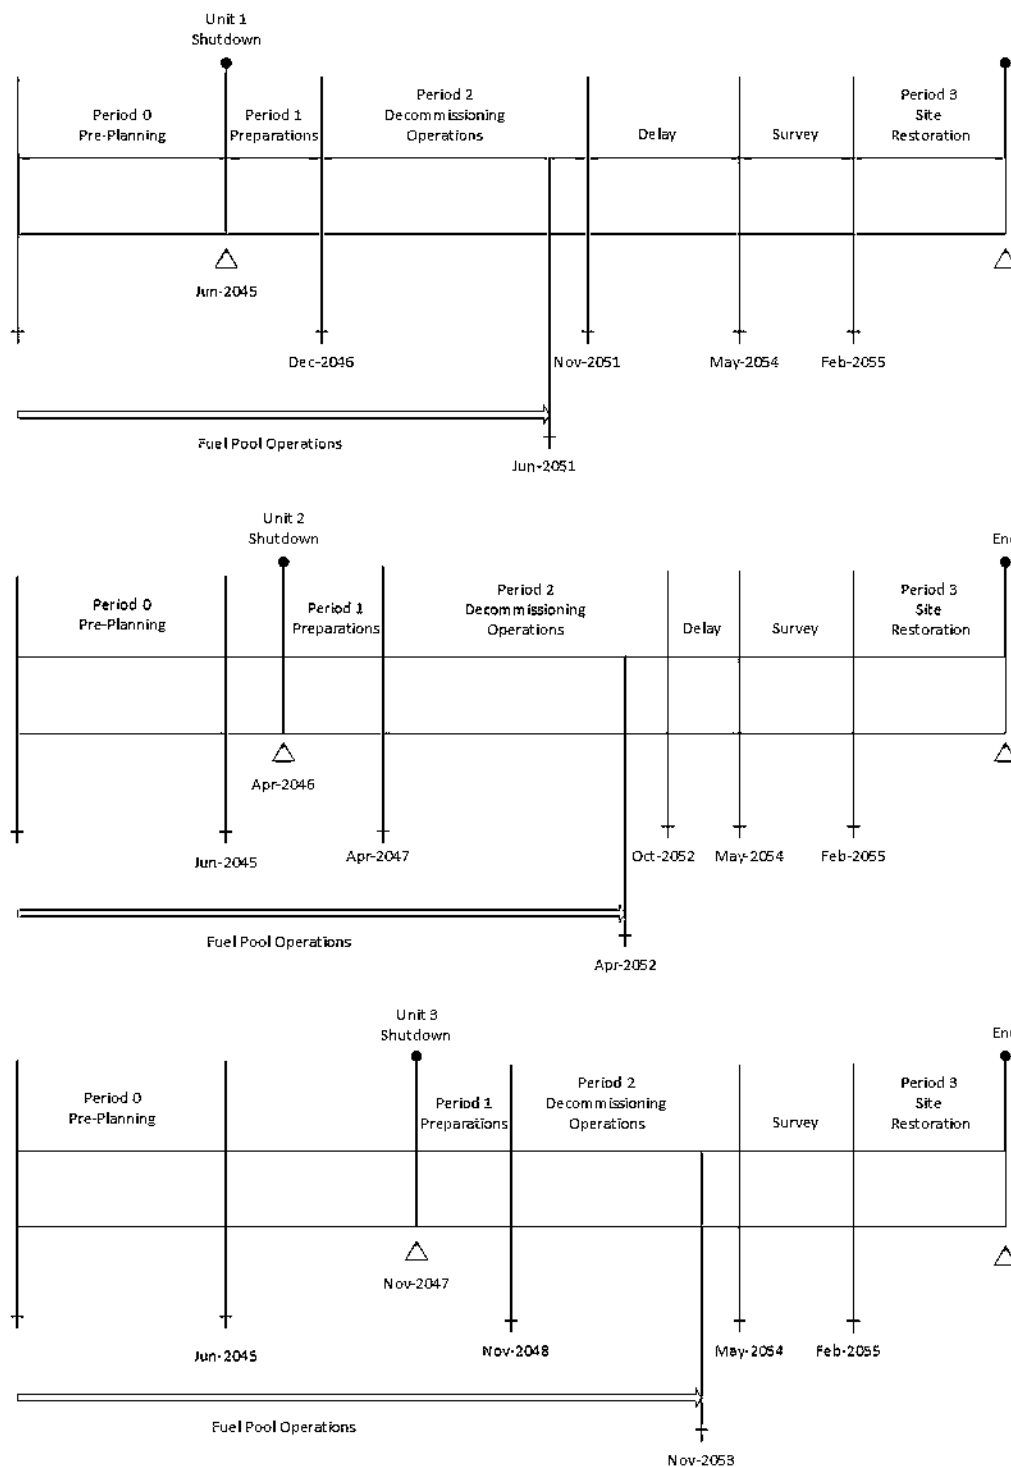 Unit 1
Shutdown
Period 0
Pre-Planning
Period 1
Preparations
Period 2
Decommissioning
Operations
Delay
Survey
Period 3
Site
Restoration
Jun-2045
Dec-2046
Nov-2051
May-2054
Feb-2055
Fuel Pool Operations
Jun-2051
Unit 2
Shutdown
En
Period 0
Pre-Planning
Period 1
Preparations
Period 2
Decommissioning
Operations
Delay
Survey
Period 3
Site
Restoration
Apr-2046
Jun-2045
Apr-2047
Oct-2052
May-2054
Feb-2055
Fuel Pool Operations
Apr-2052
Unit 3
Shutdown
En
Period 0
Pre-Planning
Period 1
Preparations
Period 2
Decommissioning
Operations
Survey
Period 3
Site
Restoration
Nov-2047
Jun-2045
Nov-2048
May-2054
Feb-2055
Fuel Pool Operations
Nov-2053